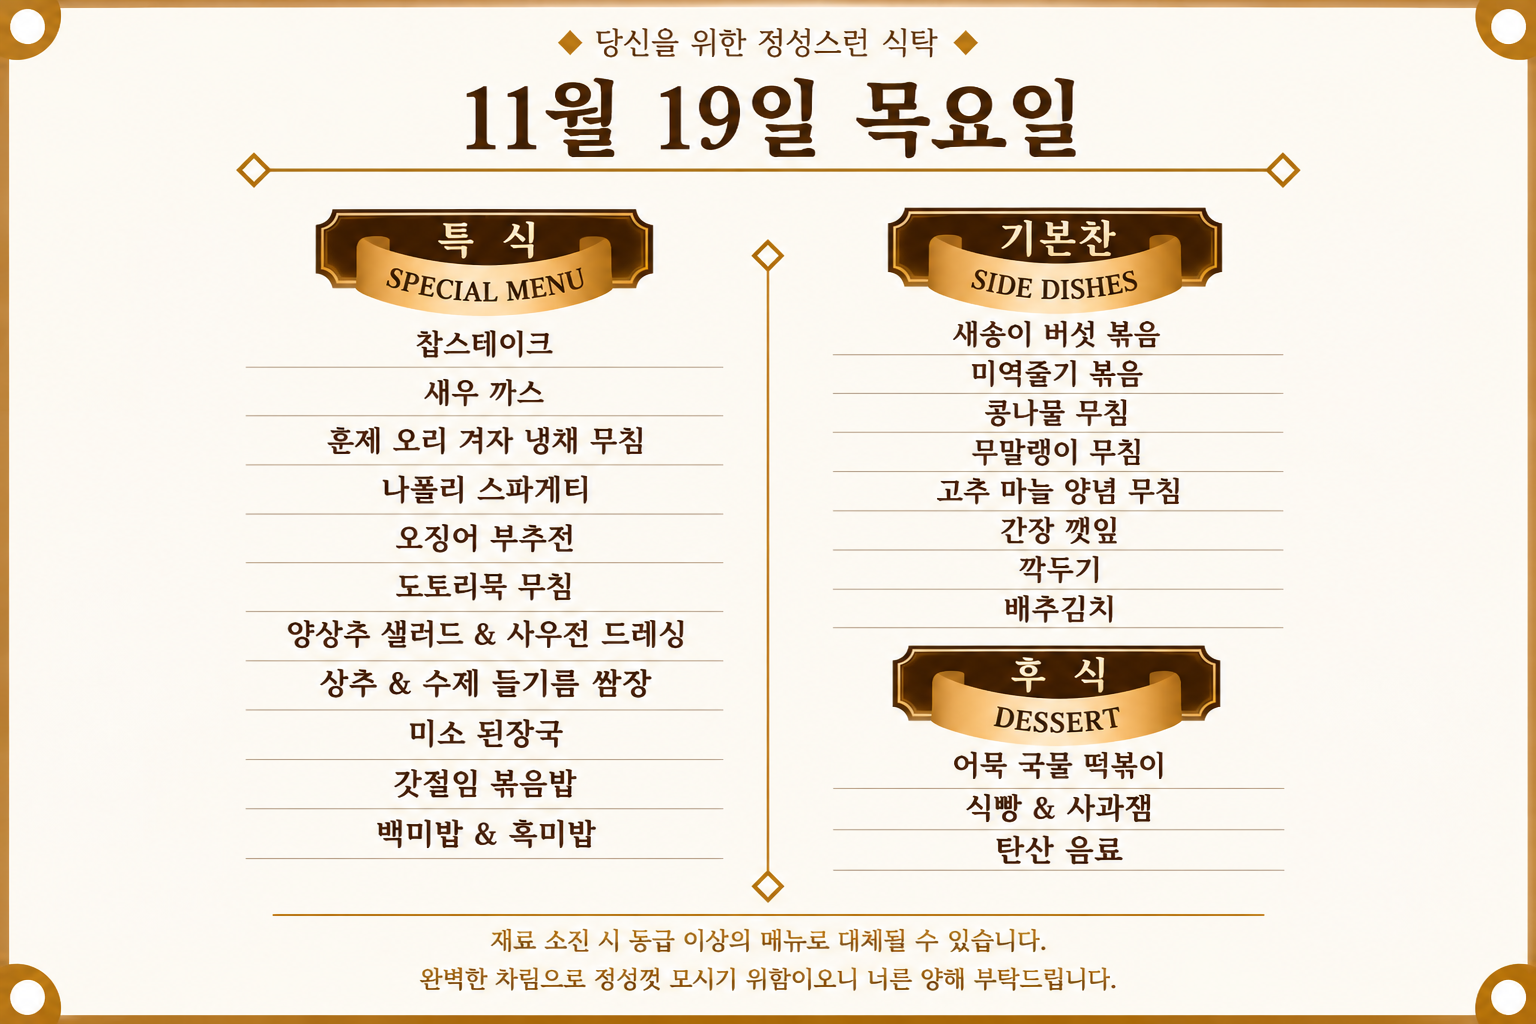 당신을 위한 정성스런 식탁
11월 19일 목요일
특 식
SPECIAL MENU
찹스테이크
새우 까스
훈제 오리 겨자 냉채 무침
나폴리 스파게티
오징어 부추전
도토리묵 무침
양상추 샐러드 & 사우전 드레싱
상추 & 수제 들기름 쌈장
미소 된장국
갓절임 볶음밥
백미밥 & 흑미밥
기본찬
SIDE DISHES
새송이 버섯 볶음
미역줄기 볶음
콩나물 무침
무말랭이 무침
고추 마늘 양념 무침
간장 깻잎
깍두기
배추김치
후 식
DESSERT
어묵 국물 떡볶이
식빵 & 사과잼
탄산 음료
재료 소진 시 동급 이상의 매뉴로 대체될 수 있습니다.
완벽한 차림으로 정성껏 모시기 위함이오니 너른 양해 부탁드립니다.